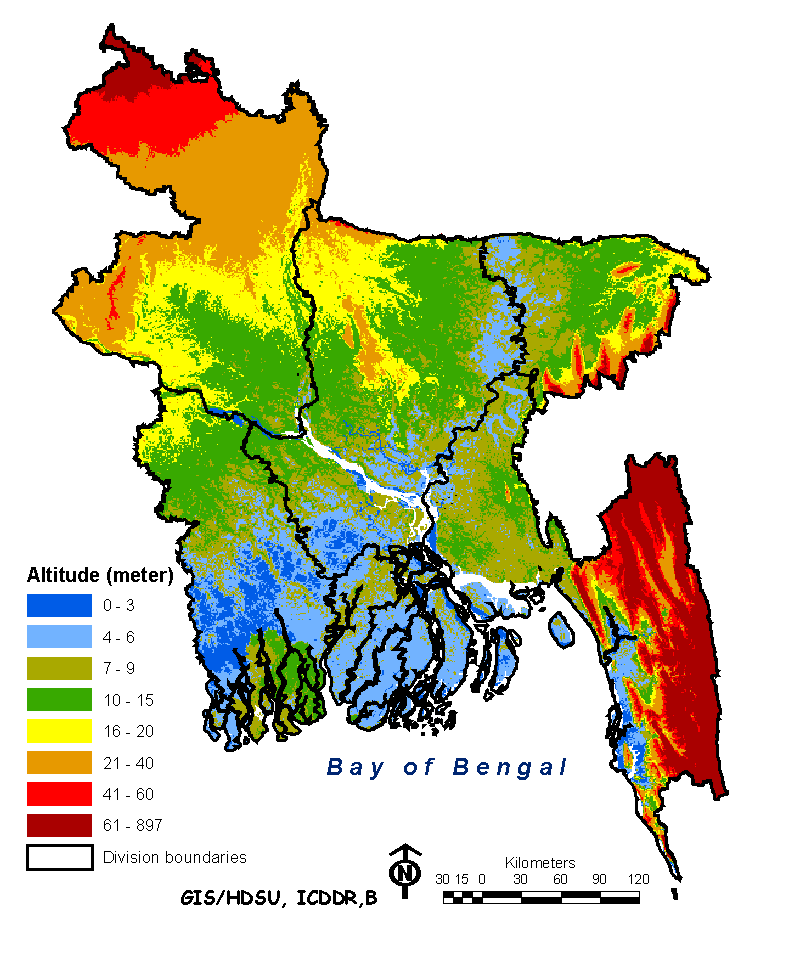 Altitude (meter)
0 - 3
4 - 6
7 - 9
10 - 15
16 - 20
21 - 40
41 - 60
61 - 897
Division boundaries
Bay of Bengal
N
Kilometers
30 15 0 30 60 90 120
GIS/HDSU, ICDDR,B